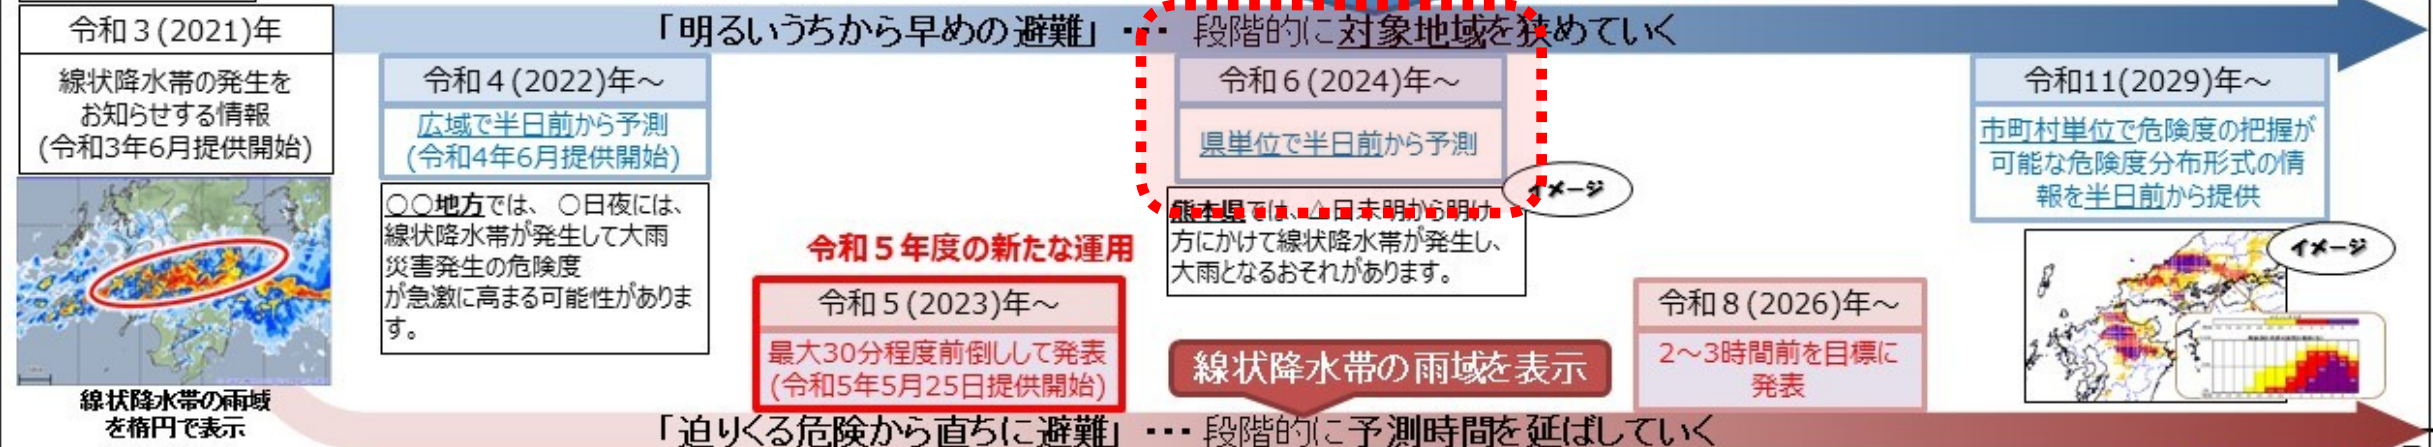 令和３(2021)年
「明るいうちから早めの避難」・・・ 段階的に対象地域を狭めていく
線状降水帯の発生を
お知らせする情報
(令和3年6月提供開始)
線状降水帯の雨域
を楕円で表示
令和４(2022)年～
広域で半日前から予測
(令和4年6月提供開始)
○○地方では、○日夜には、
線状降水帯が発生して大雨
災害発生の危険度
が急激に高まる可能性がありま
す。
令和５年度の新たな運用
令和５(2023)年～
最大30分程度前倒しして発表
(令和5年5月25日提供開始)
令和６(2024)年～
県単位で半日前から予測
イメージ
熊本県では、△日未明から明け
方にかけて線状降水帯が発生し、
大雨となるおそれがあります。
線状降水帯の雨域を表示
令和８(2026)年～
2～3時間前を目標に
発表
令和11(2029)年～
市町村単位で危険度の把握が
可能な危険度分布形式の情
報を半日前から提供
イメージ
「迫りくる危険から直ちに避難」・・・ 段階的に予測時間を延ばしていく